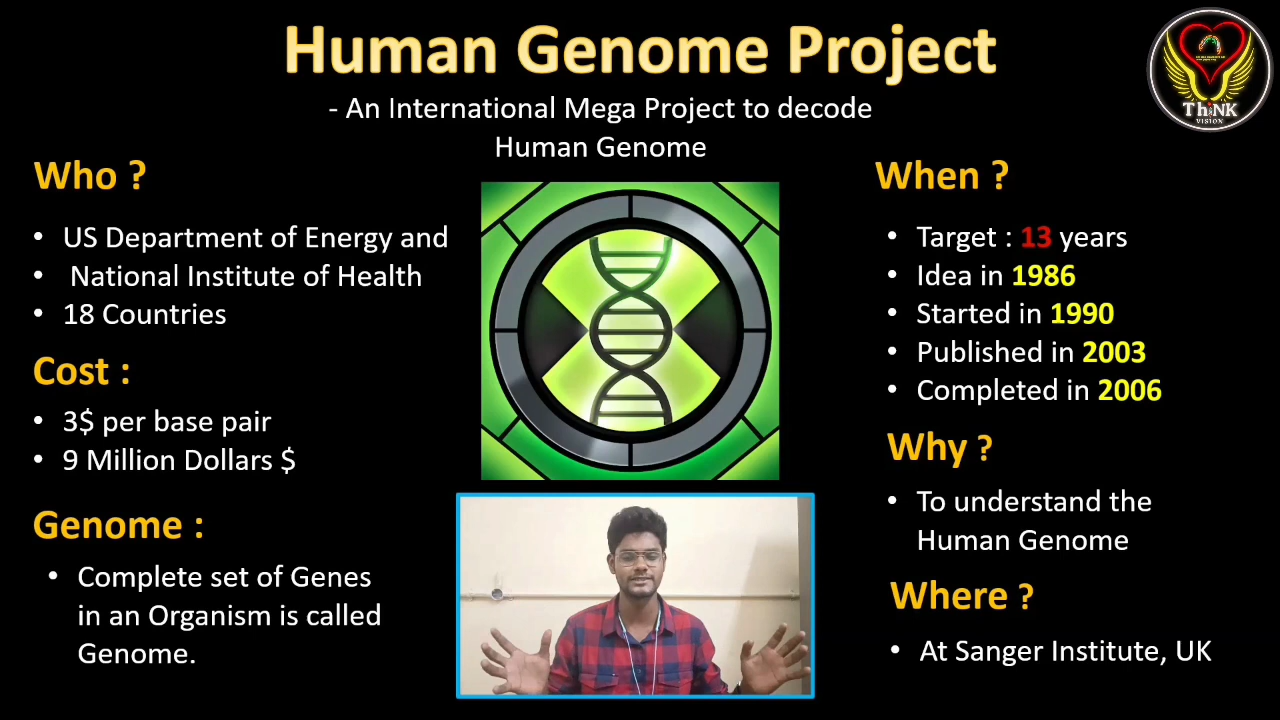 Human Genome Project
- An International Mega Project to decode
Human Genome
ThiNK
VISION
Who ?
• US Department of Energy and
• National Institute of Health
• 18 Countries
Cost :
• 3$ per base pair
• 9 Million Dollars $
Genome :
• Complete set of Genes
in an Organism is called
Genome.
When ?
• Target : 13 years
• Idea in 1986
• Started in 1990
• Published in 2003
• Completed in 2006
Why ?
• To understand the
Human Genome
Where ?
• At Sanger Institute, UK